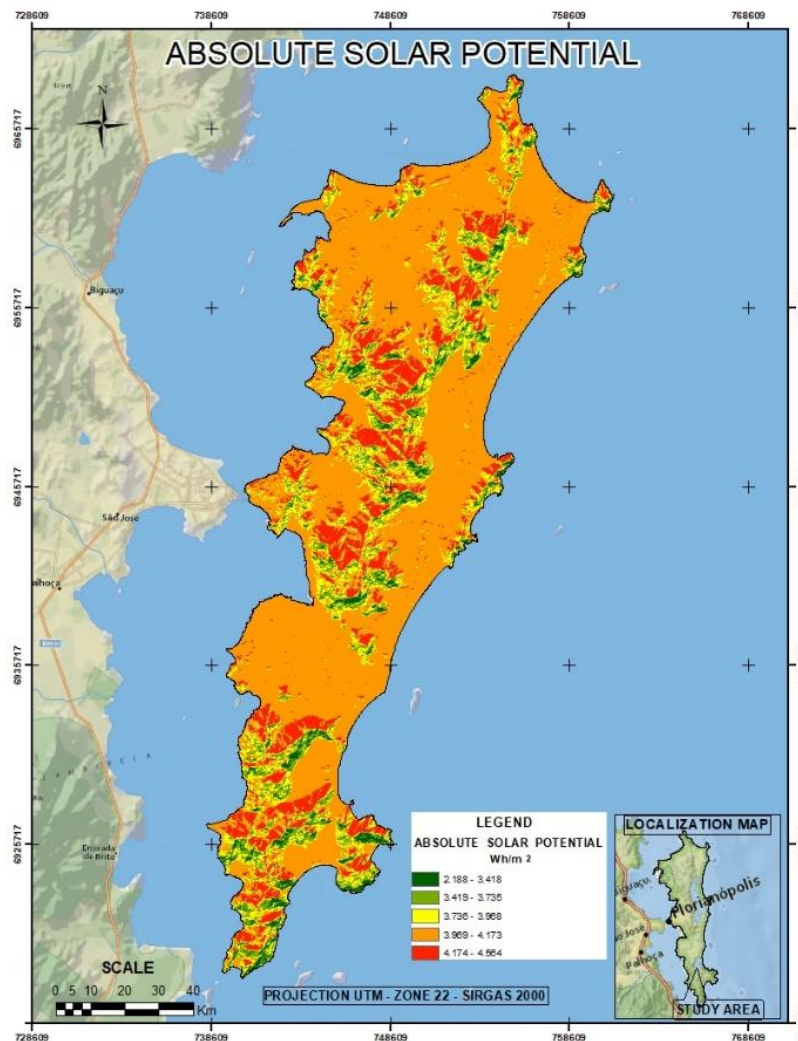 728609 738609 748609 758609 768609
ABSOLUTE SOLAR POTENTIAL
N
6965717
6955717
6945717
6935717
6925717
Biguaçu
São José
alhoça
Enseada
de Brito
LEGEND
ABSOLUTE SOLAR POTENTIAL
Wh/m 2
2.188 - 3.418
3.419 - 3.735
3.736 - 3.968
3.969 - 4.173
4.174 - 4.564
LOCALIZATION MAP
Biguaçu
Florianópolis
São José
Palhoça
STUDY AREA
SCALE
0 5 10 20 30 40
Km
PROJECTION UTM - ZONE 22 - SIRGAS 2000
728609 738609 748609 758609 768609